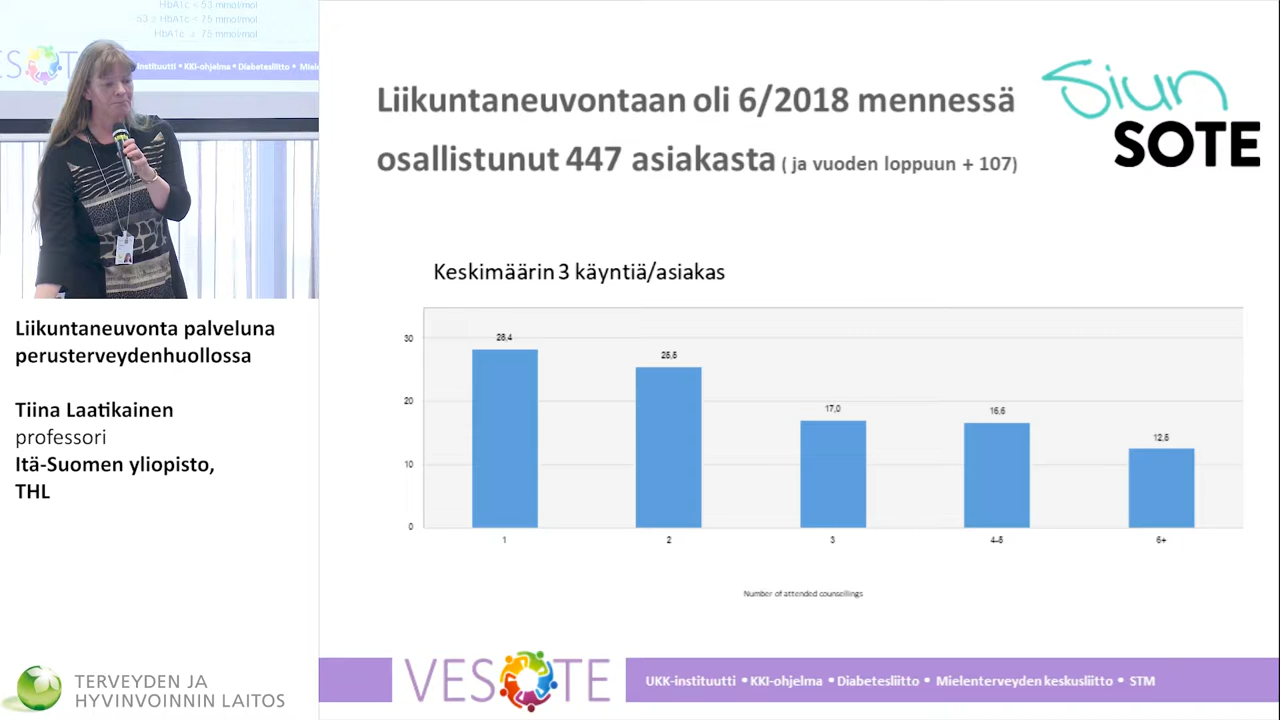 HbA1c < 53 mmol/mol
53 ≤ HbA1c < 75 mmol/mol
HbA1c ≥ 75 mmol/mol
instituutti • KKI-ohjelma • Diabetesliitto •
Liikuntaneuvonta palveluna
perusterveydenhuollossa
Tiina Laatikainen
professori
Itä-Suomen yliopisto,
THL
TERVEYDEN JA
HYVINVOINNIN LAITOS
Liikuntaneuvontaan oli 6/2018 mennessä
osallistunut 447 asiakasta ( ja vuoden loppuun + 107)
Siun
SOTE
Keskimäärin 3 käyntiä/asiakas
30
20
10
0
28,4
25,5
17,0
16,6
12,5
1
2
3
4-5
6+
Number of attended counsellings
VESOTE
UKK-instituutti • KKI-ohjelma • Diabetesliitto • Mielenterveyden keskusliitto • STM